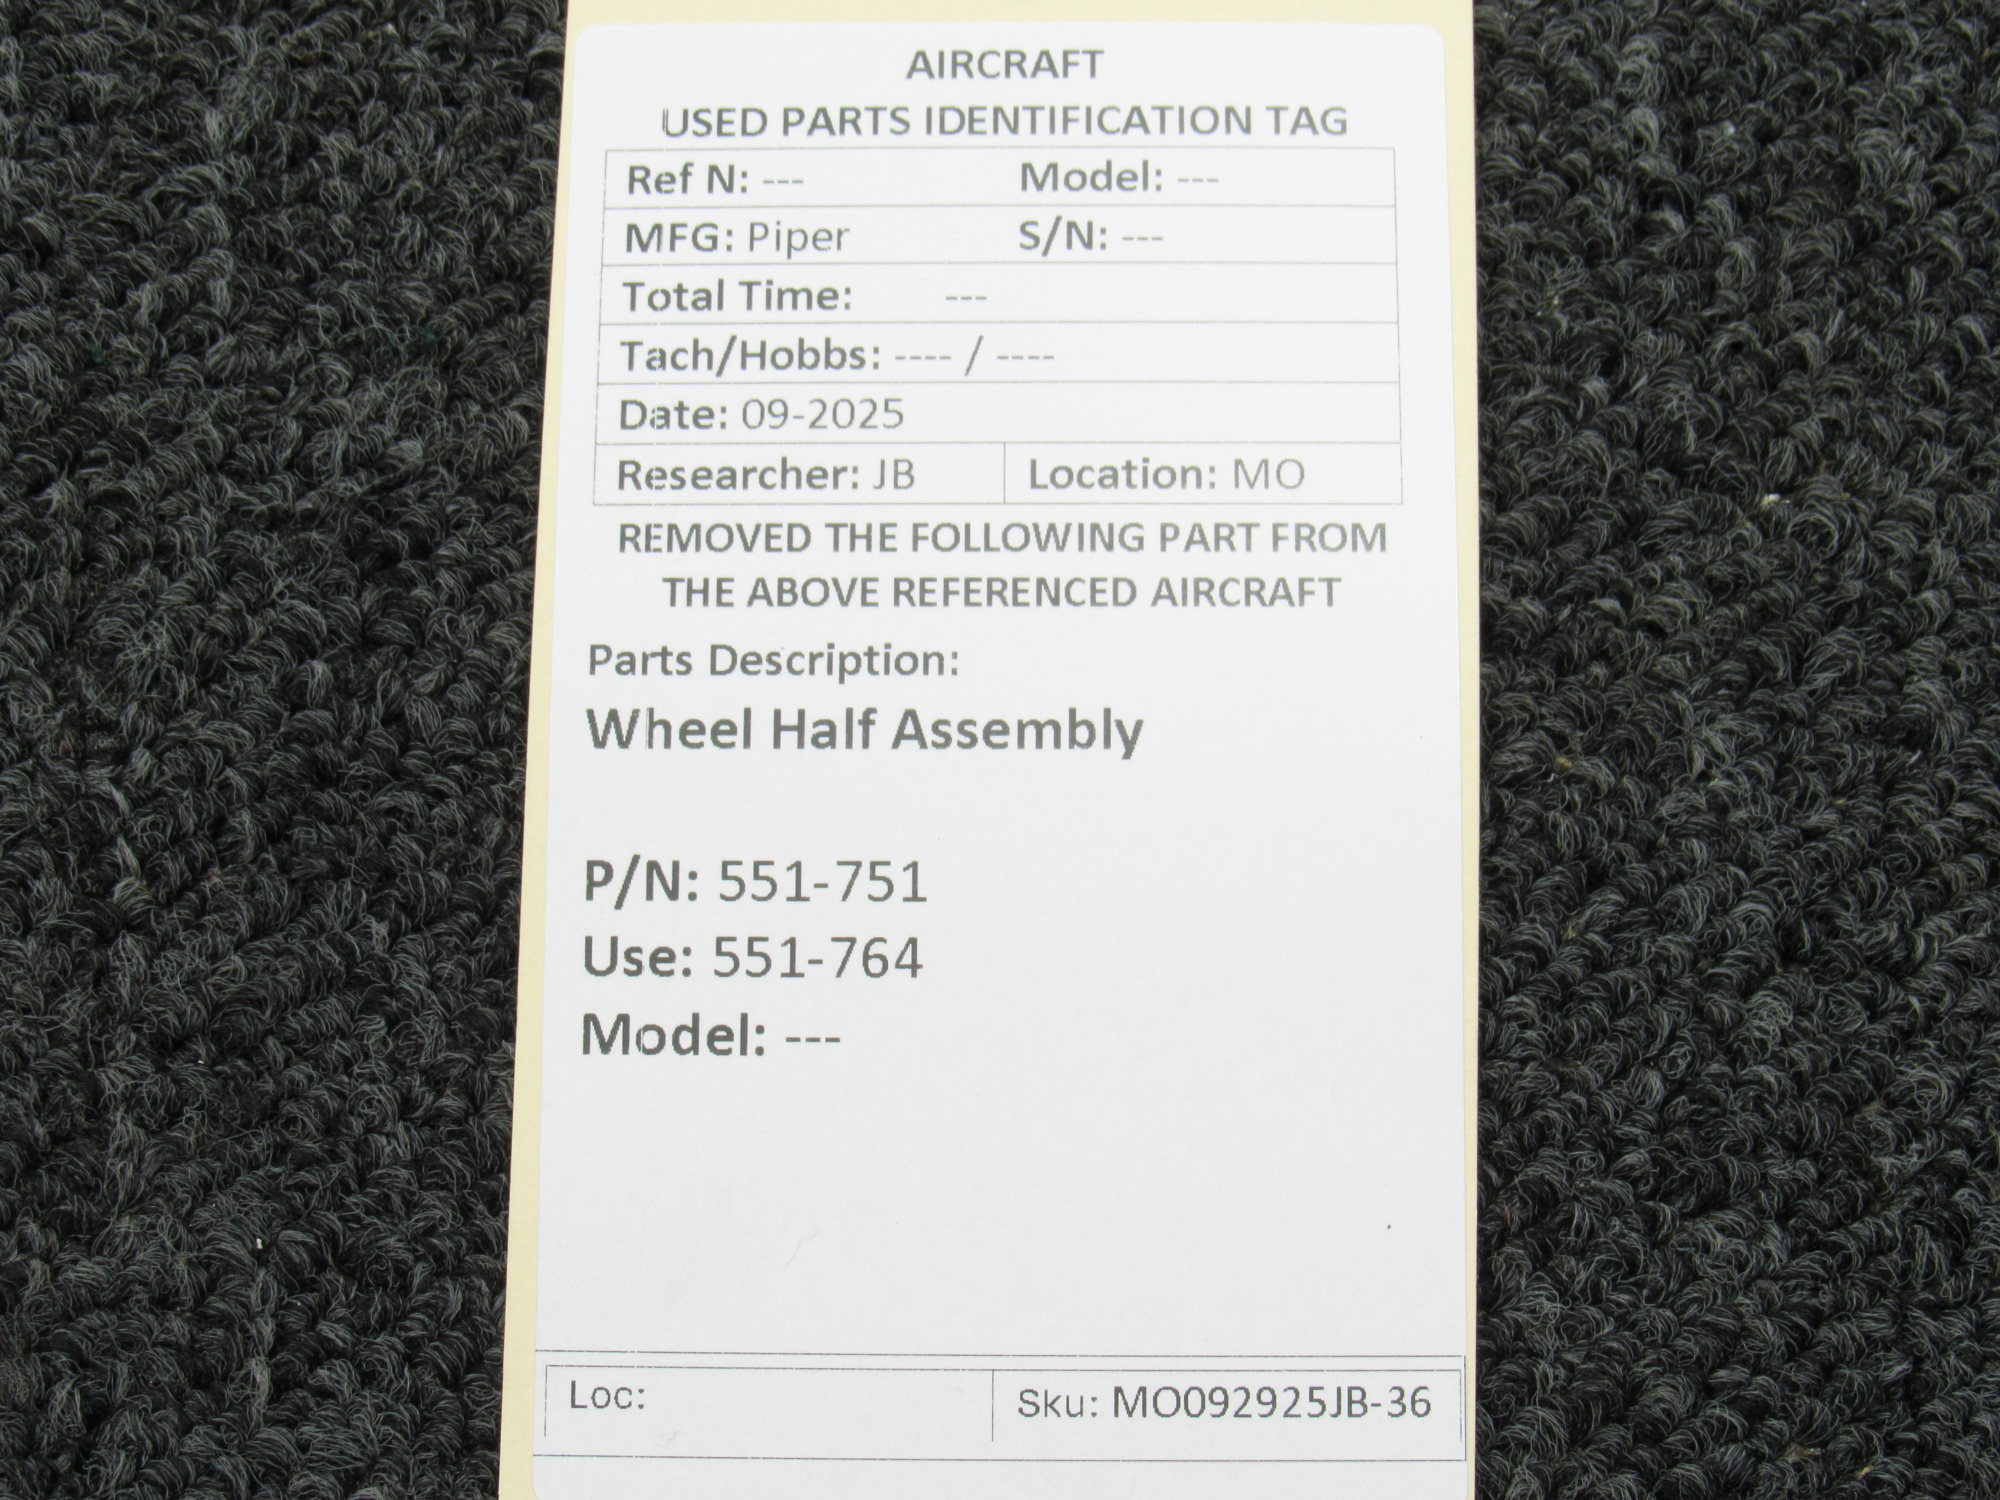 AIRCRAFT
USED PARTS IDENTIFICATION TAG
Ref N: --- Model: ---
MFG: Piper S/N: ---
Total Time: ---
Tach/Hobbs: ---- / ----
Date: 09-2025
Researcher: JB Location: MO
REMOVED THE FOLLOWING PART FROM
THE ABOVE REFERENCED AIRCRAFT
Parts Description:
Wheel Half Assembly
P/N: 551-751
Use: 551-764
Model: ---
Loc: Sku: MO092925JB-36